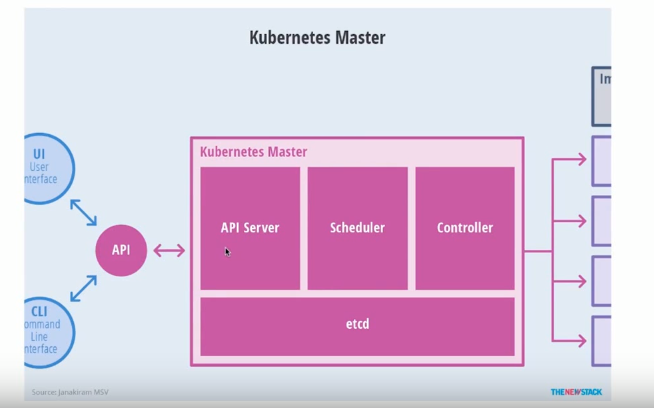 Kubernetes Master
UI
User
nterface
API
CLI
ommand
Line
nterface
Kubernetes Master
API Server
Scheduler
Controller
etcd
Im
Source: Janakiram MSV
THENEWSTACK